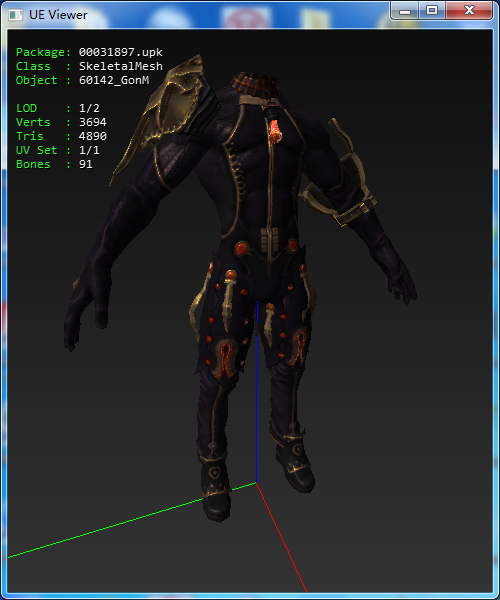 UE Viewer
Package: 00031897.upk
Class : SkeletalMesh
Object : 60142_GonM
LOD : 1/2
Verts : 3694
Tris : 4890
UV Set : 1/1
Bones : 91